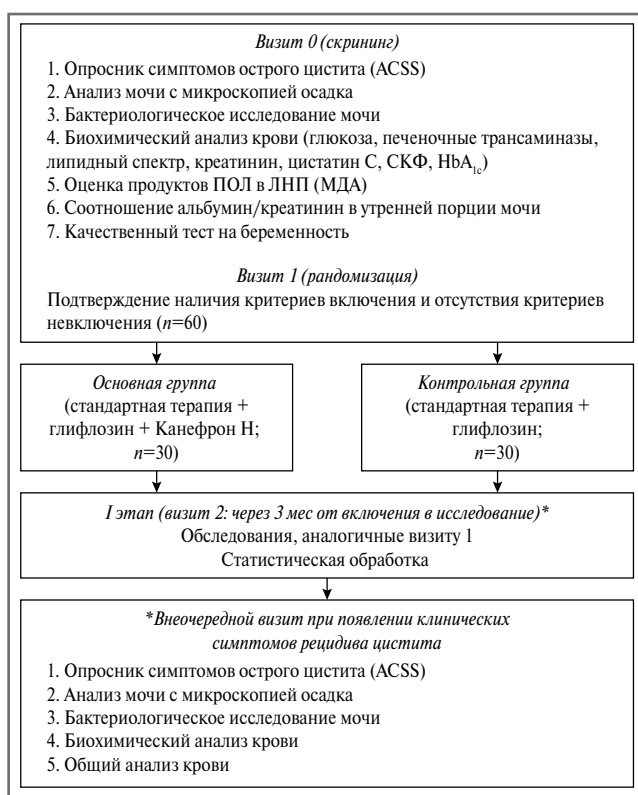 Визит 0 (скрининг)
1. Опросник симптомов острого цистита (ACSS)
2. Анализ мочи с микроскопией осадка
3. Бактериологическое исследование мочи
4. Биохимический анализ крови (глюкоза, печеночные трансаминазы,
липидный спектр, креатинин, цистатин С, СКФ, HbA1c)
5. Оценка продуктов ПОЛ в ЛНП (МДА)
6. Соотношение альбумин/креатинин в утренней порции мочи
7. Качественный тест на беременность
Визит 1 (рандомизация)
Подтверждение наличия критериев включения и отсутствия критериев
невключения (n=60)
Основная группа
(стандартная терапия +
глифлозин + Канефрон Н;
n=30)
Контрольная группа
(стандартная терапия +
глифлозин;
n=30)
I этап (визит 2: через 3 мес от включения в исследование)*
Обследования, аналогичные визиту 1
Статистическая обработка
*Внеочередной визит при появлении клинических
симптомов рецидива цистита
1. Опросник симптомов острого цистита (ACSS)
2. Анализ мочи с микроскопией осадка
3. Бактериологическое исследование мочи
4. Биохимический анализ крови
5. Общий анализ крови